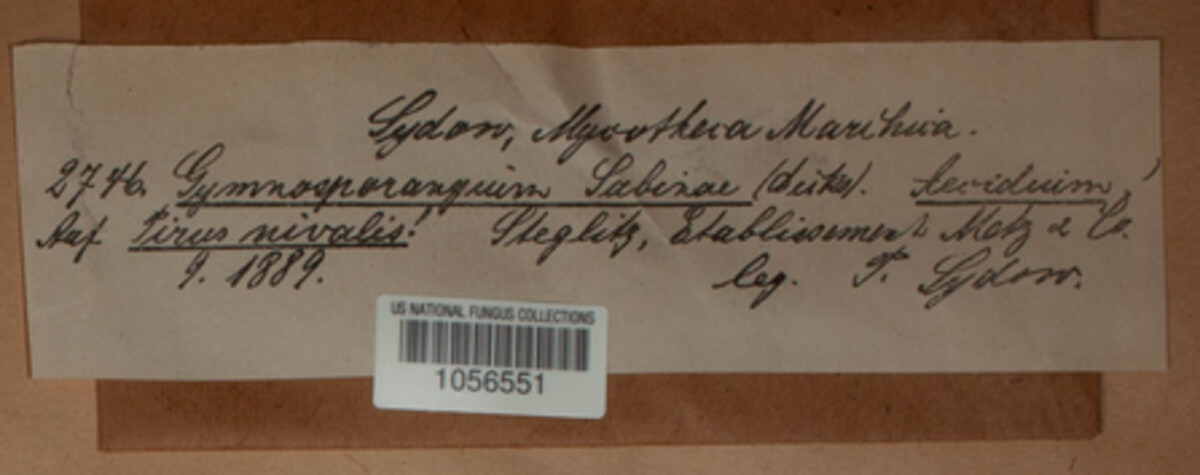 Sydow, Mycotheca Marchica.
2746. Gymnosporangium Sabinae (Dicks). Aecidium!
Auf Pirus nivalis! Steglitz, Etablissement Metz & Co.
9. 1889. leg. P. Sydow.
US NATIONAL FUNGUS COLLECTIONS
1056551